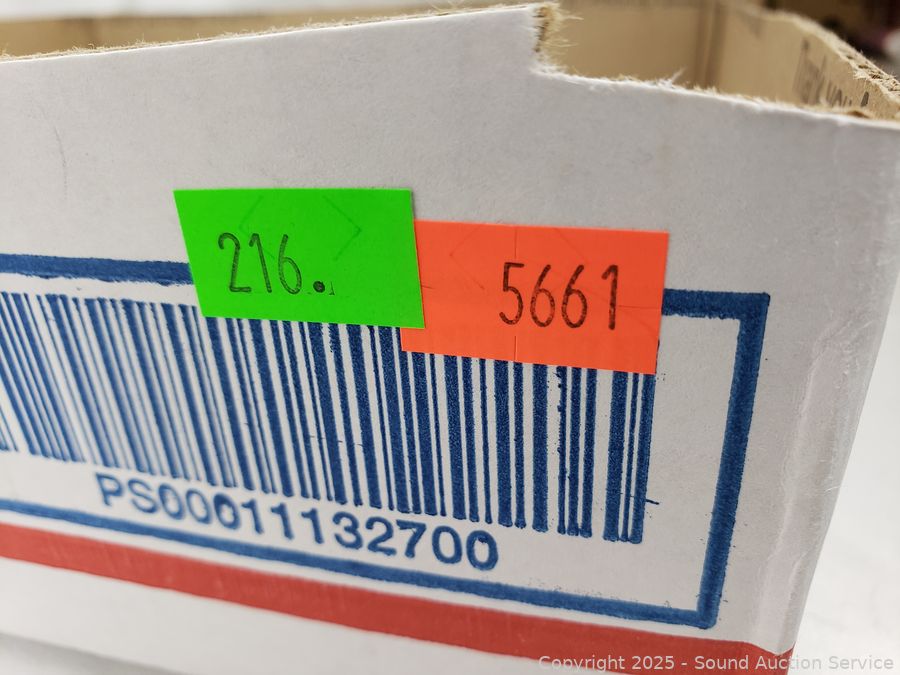 216.
5661
PS00011132700
Copyright 2025 - Sound Auction Service